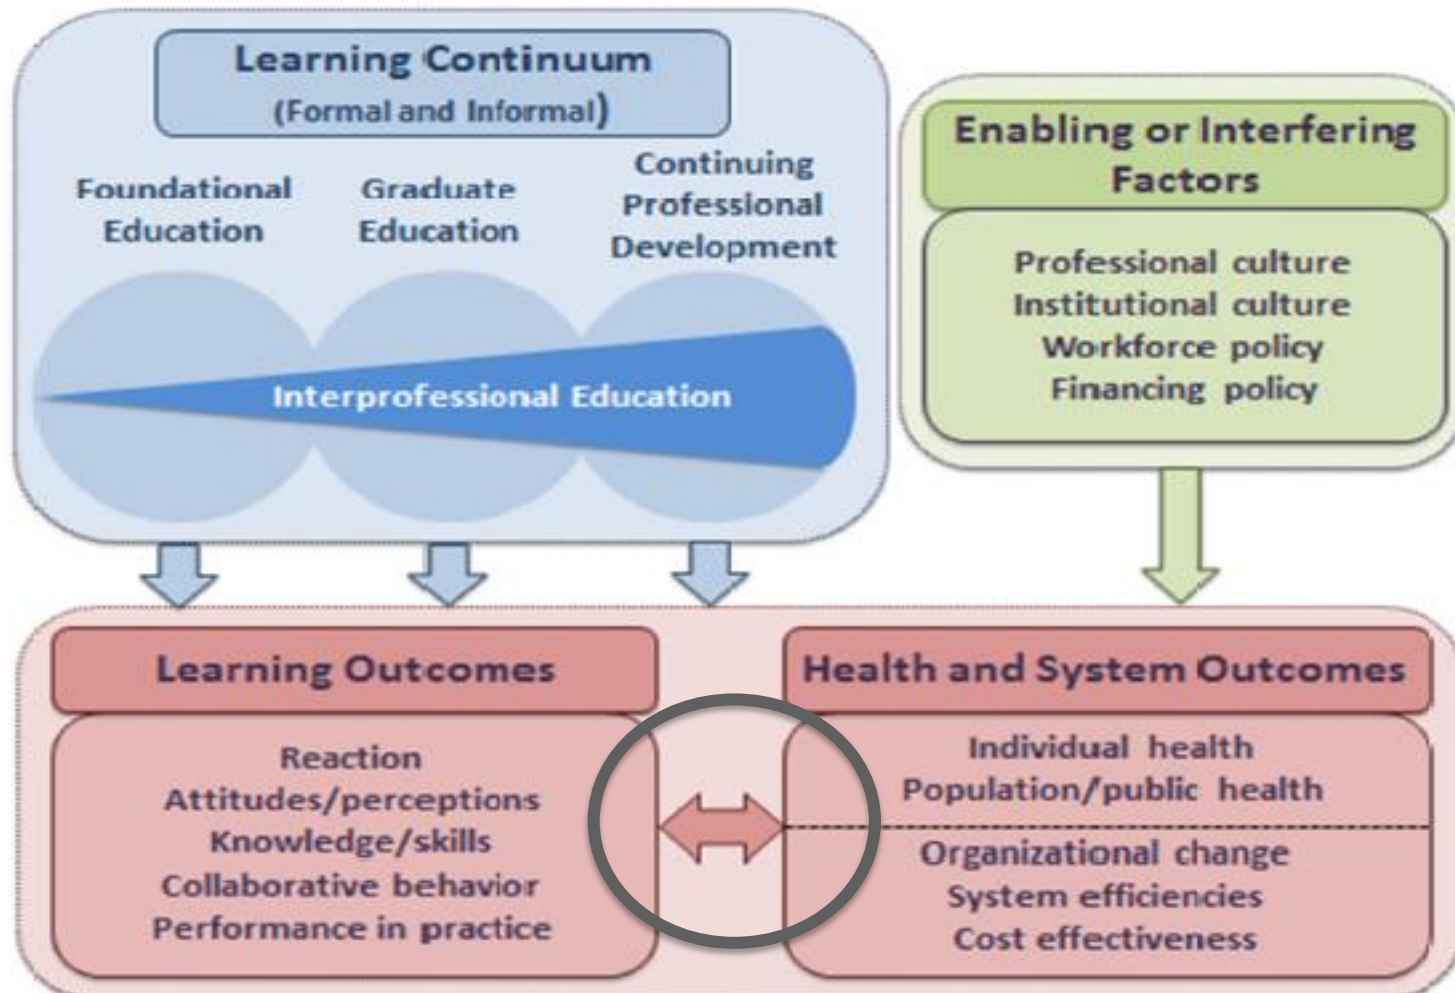 Learning Continuum
(Formal and Informal)
Foundational
Education
Graduate
Education
Continuing
Professional
Development
Interprofessional Education
Enabling or Interfering
Factors
Professional culture
Institutional culture
Workforce policy
Financing policy
Learning Outcomes
Reaction
Attitudes/perceptions
Knowledge/skills
Collaborative behavior
Performance in practice
Health and System Outcomes
Individual health
Population/public health
Organizational change
System efficiencies
Cost effectiveness